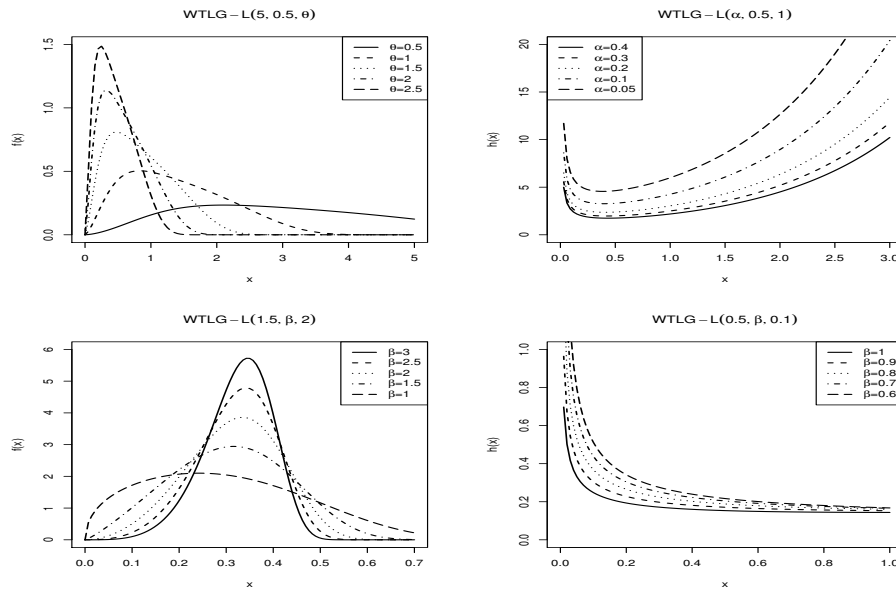 WTLG−L(5, 0.5, θ)
f(x)
1.5
1.0
0.5
0.0
θ=0.5
θ=1
θ=1.5
θ=2
θ=2.5
0 1 2 3 4 5
x
WTLG−L(α, 0.5, 1)
h(x)
20
15
10
5
0
α=0.4
α=0.3
α=0.2
α=0.1
α=0.05
0.0 0.5 1.0 1.5 2.0 2.5 3.0
x
WTLG−L(1.5, β, 2)
f(x)
6
5
4
3
2
1
0
β=3
β=2.5
β=2
β=1.5
β=1
0.0 0.1 0.2 0.3 0.4 0.5 0.6 0.7
x
WTLG−L(0.5, β, 0.1)
h(x)
1.0
0.8
0.6
0.4
0.2
0.0
β=1
β=0.9
β=0.8
β=0.7
β=0.6
0.0 0.2 0.4 0.6 0.8 1.0
x